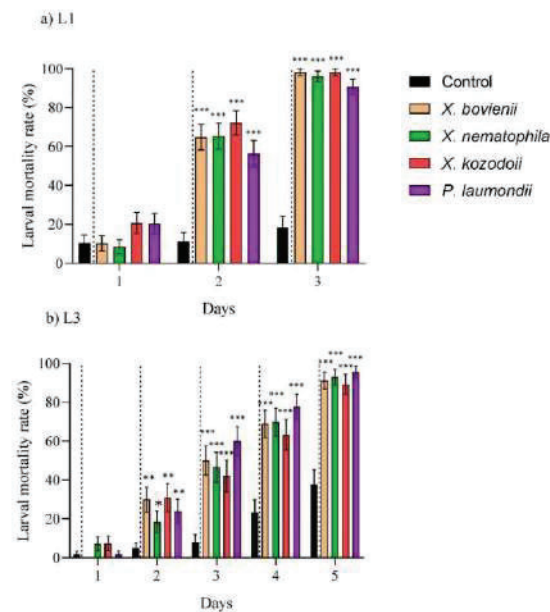 a) L1
Larval mortality rate (%)
100
80
60
40
20
0
*** *** *** ***
*** *** *** ***
1 2 3
Days
Control
X. bovienii
X. nematophila
X. kozodoii
P. laumondii
b) L3
Larval mortality rate (%)
100
80
60
40
20
0
** * ** **
*** *** *** ***
*** *** *** ***
*** *** *** ***
1 2 3 4 5
Days